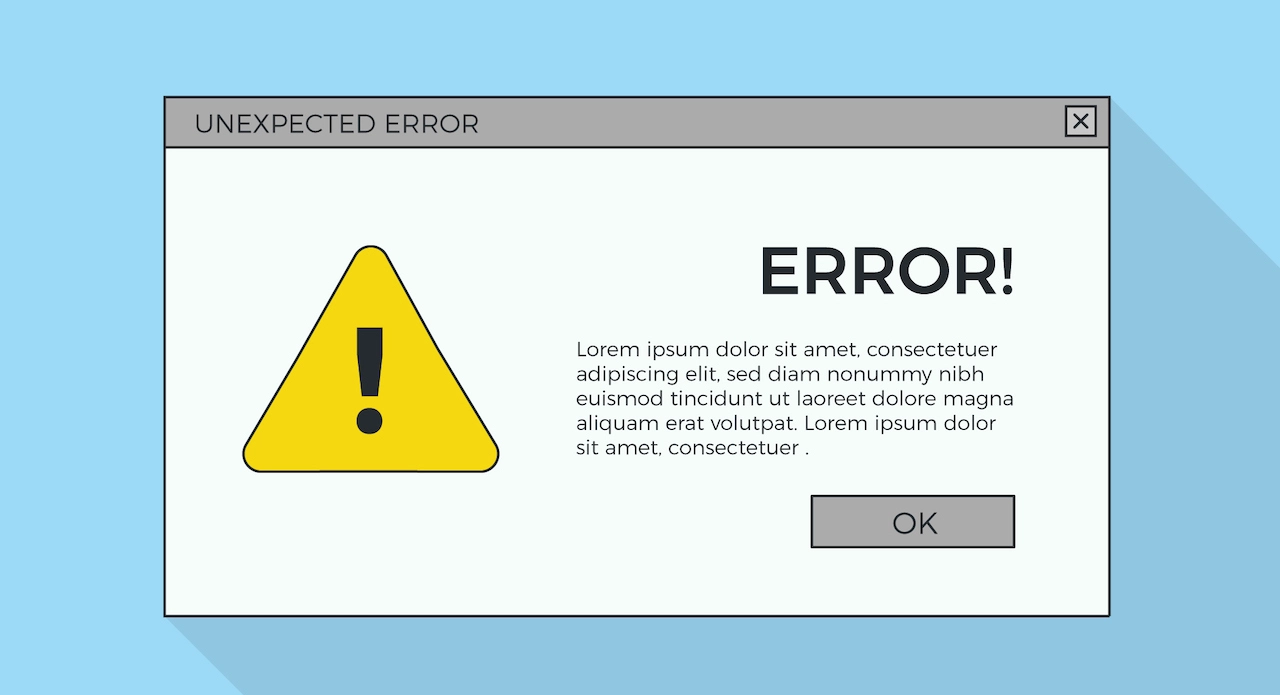 UNEXPECTED ERROR
ERROR!
Lorem ipsum dolor sit amet, consectetuer
adipiscing elit, sed diam nonummy nibh
euismod tincidunt ut laoreet dolore magna
aliquam erat volutpat. Lorem ipsum dolor
sit amet, consectetuer .
OK